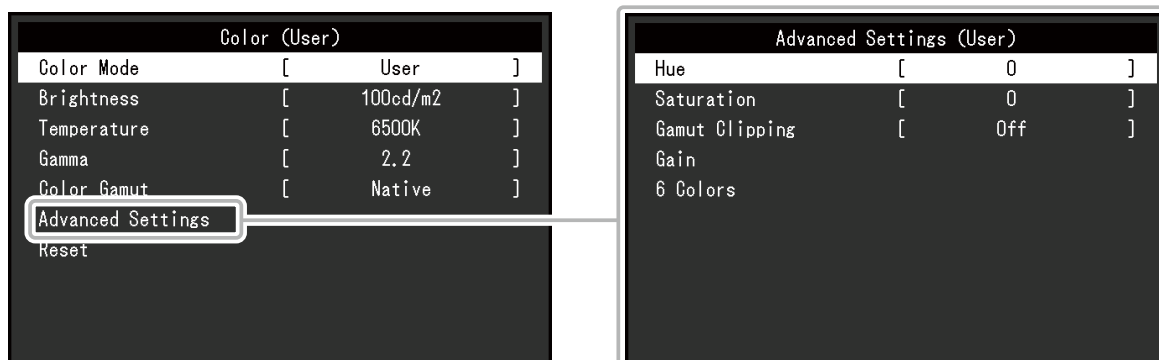 Color (User)
Color Mode [ User ]
Brightness [ 100cd/m2 ]
Temperature [ 6500K ]
Gamma [ 2.2 ]
Color Gamut [ Native ]
Advanced Settings
Reset
Advanced Settings (User)
Hue [ 0 ]
Saturation [ 0 ]
Gamut Clipping [ Off ]
Gain
6 Colors